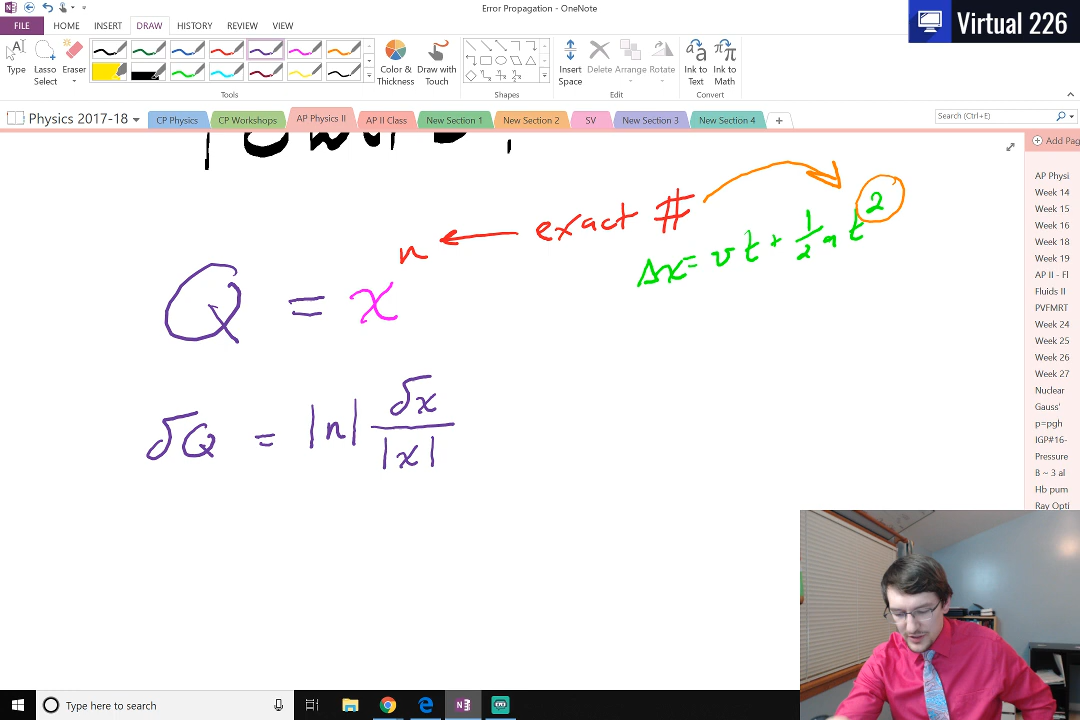 Error Propagation - OneNote
Virtual 226
FILE HOME INSERT DRAW HISTORY REVIEW VIEW
Type Lasso Select Eraser Color & Thickness Draw with Touch Insert Space Delete Arrange Rotate Ink to Text Ink to Math
Tools Shapes Edit Convert
Physics 2017-18 CP Physics CP Workshops AP Physics II AP II Class New Section 1 New Section 2 SV New Section 3 New Section 4 + Search (Ctrl+E)
Add Pag
AP Physi
Week 14
Week 15
Week 16
Week 18
Week 19
AP II - Fl
Fluids II
PVFMRT
Week 24
Week 25
Week 26
Week 27
Nuclear
Gauss'
p=pgh
IGP#16-
Pressure
B ~ 3 al
Hb pum
Ray Opti
exact #
Δx = vt + 1/2 a t^2
Q = x^n
δQ = |n| δx/|x|
Type here to search